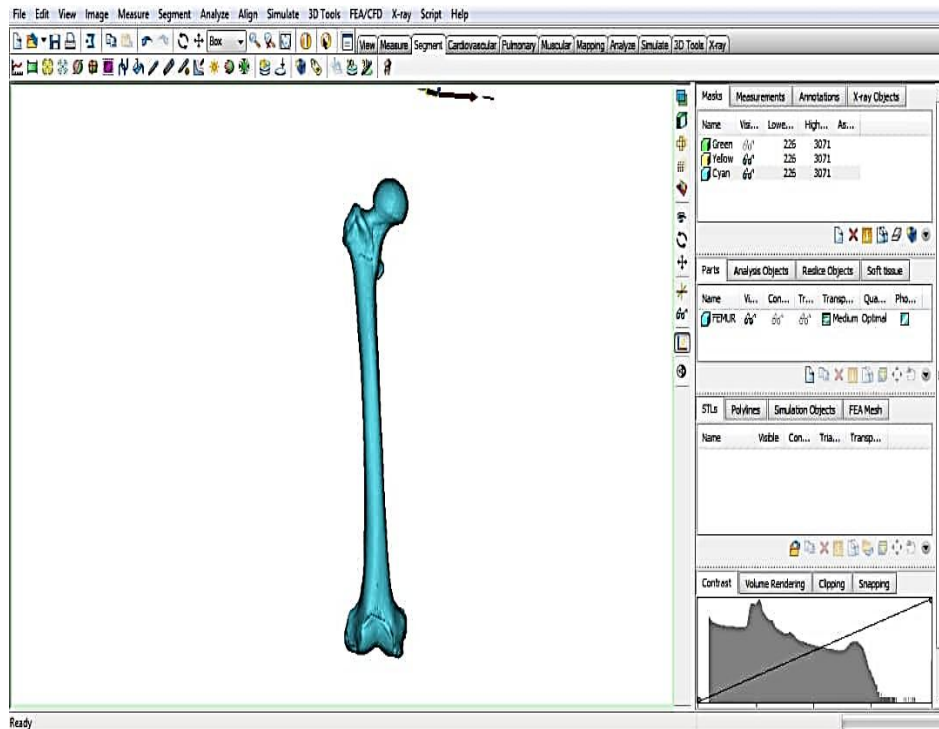 File Edit View Image Measure Segment Analyze Align Simulate 3D Tools FEA/CFD X-ray Script Help
Box View Measure Segment Cardiovascular Pulmonary Muscular Mapping Analyze Simulate 3D Tools X-ray
Masks Measurements Annotations X-ray Objects
Name Visi... Lowe... High... As...
Green 226 3071
Yellow 226 3071
Cyan 226 3071
Parts Analysis Objects Reslice Objects Soft tissue
Name Vi... Con... Tr... Transp... Qua... Pho...
FEMUR Medium Optimal
STLs Polylines Simulation Objects FEA Mesh
Name Visible Con... Tria... Transp...
Contrast Volume Rendering Clipping Snapping
Ready